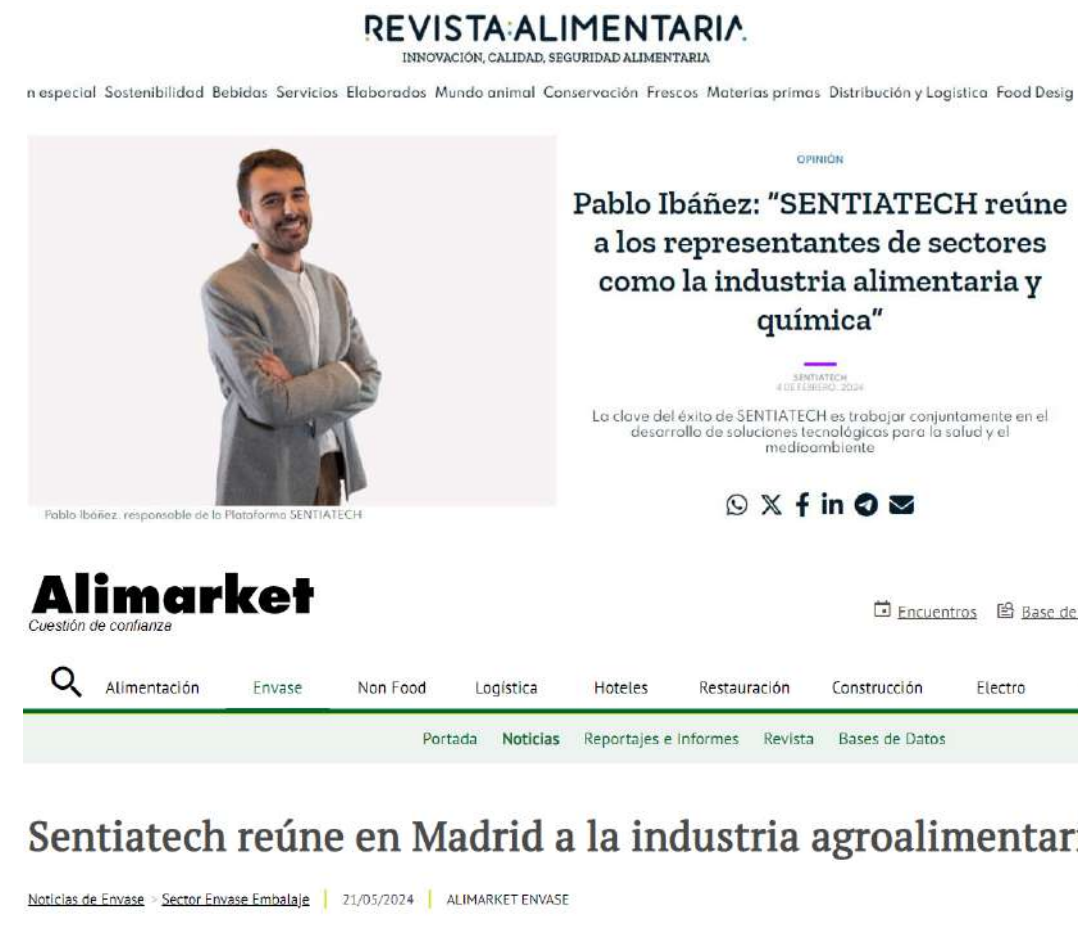 REVISTA:ALIMENTARIA.
INNOVACIÓN, CALIDAD, SEGURIDAD ALIMENTARIA
n especial Sostenibilidad Bebidas Servicios Elaborados Mundo animal Conservación Frescos Materias primas Distribución y Logística Food Desig
OPINIÓN
Pablo Ibáñez: "SENTIATECH reúne
a los representantes de sectores
como la industria alimentaria y
química"
SENTIATECH
4 DE FEBRERO, 2024
La clave del éxito de SENTIATECH es trabajar conjuntamente en el
desarrollo de soluciones tecnológicas para la salud y el
medioambiente
Pablo Ibáñez, responsable de la Plataforma SENTIATECH
Alimarket
Cuestión de confianza
Encuentros Base de
Alimentación Envase Non Food Logística Hoteles Restauración Construcción Electro
Portada Noticias Reportajes e Informes Revista Bases de Datos
Sentiatech reúne en Madrid a la industria agroalimentari
Noticias de Envase > Sector Envase Embalaje | 21/05/2024 | ALIMARKET ENVASE